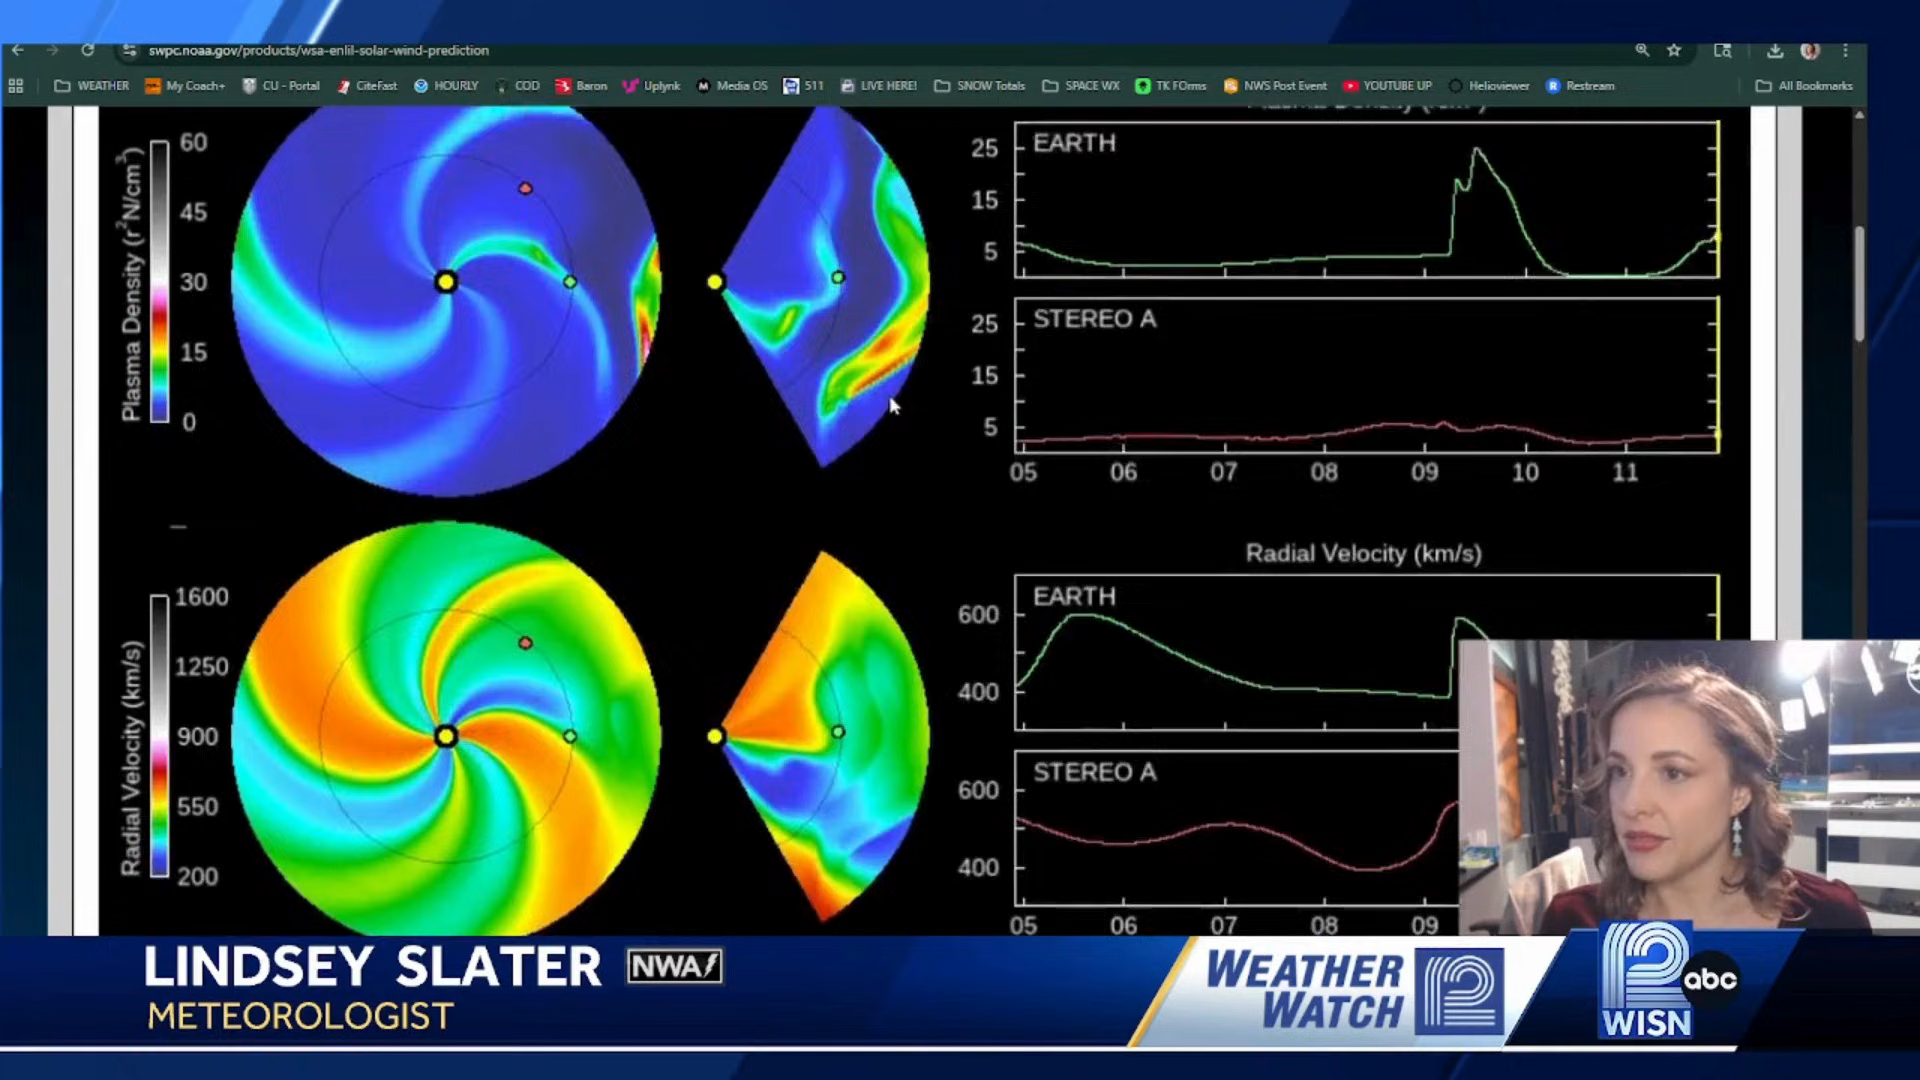 swpc.noaa.gov/products/wsa-enlil-solar-wind-prediction
WEATHER My Coach+ CU - Portal CiteFast HOURLY COD Baron Uplynk Media OS 511 LIVE HERE! SNOW Totals SPACE WX TK FOrms NWS Post Event YOUTUBE UP Helioviewer Restream All Bookmarks
Plasma Density (r²N/cm³)
60
45
30
15
0
EARTH
25
15
5
STEREO A
25
15
5
05 06 07 08 09 10 11
Radial Velocity (km/s)
1600
1250
900
550
200
Radial Velocity (km/s)
EARTH
600
400
STEREO A
600
400
05 06 07 08 09
LINDSEY SLATER NWA
METEOROLOGIST
WEATHER
WATCH
12
12
abc
WISN